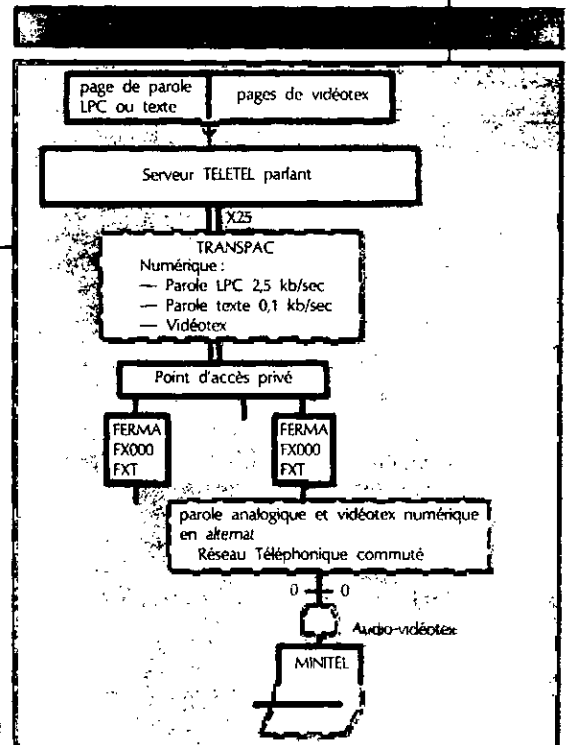 page de parole
LPC ou texte
pages de vidéotex
Serveur TELETEL parlant
X25
TRANSPAC
Numérique :
— Parole LPC 2,5 kb/sec
— Parole texte 0,1 kb/sec
— Vidéotex
Point d'accès privé
FERMA
FX000
FXT
FERMA
FX000
FXT
parole analogique et vidéotex numérique
en alternat
Réseau Téléphonique commuté
0 0
Audio-vidéotex
MINITEL